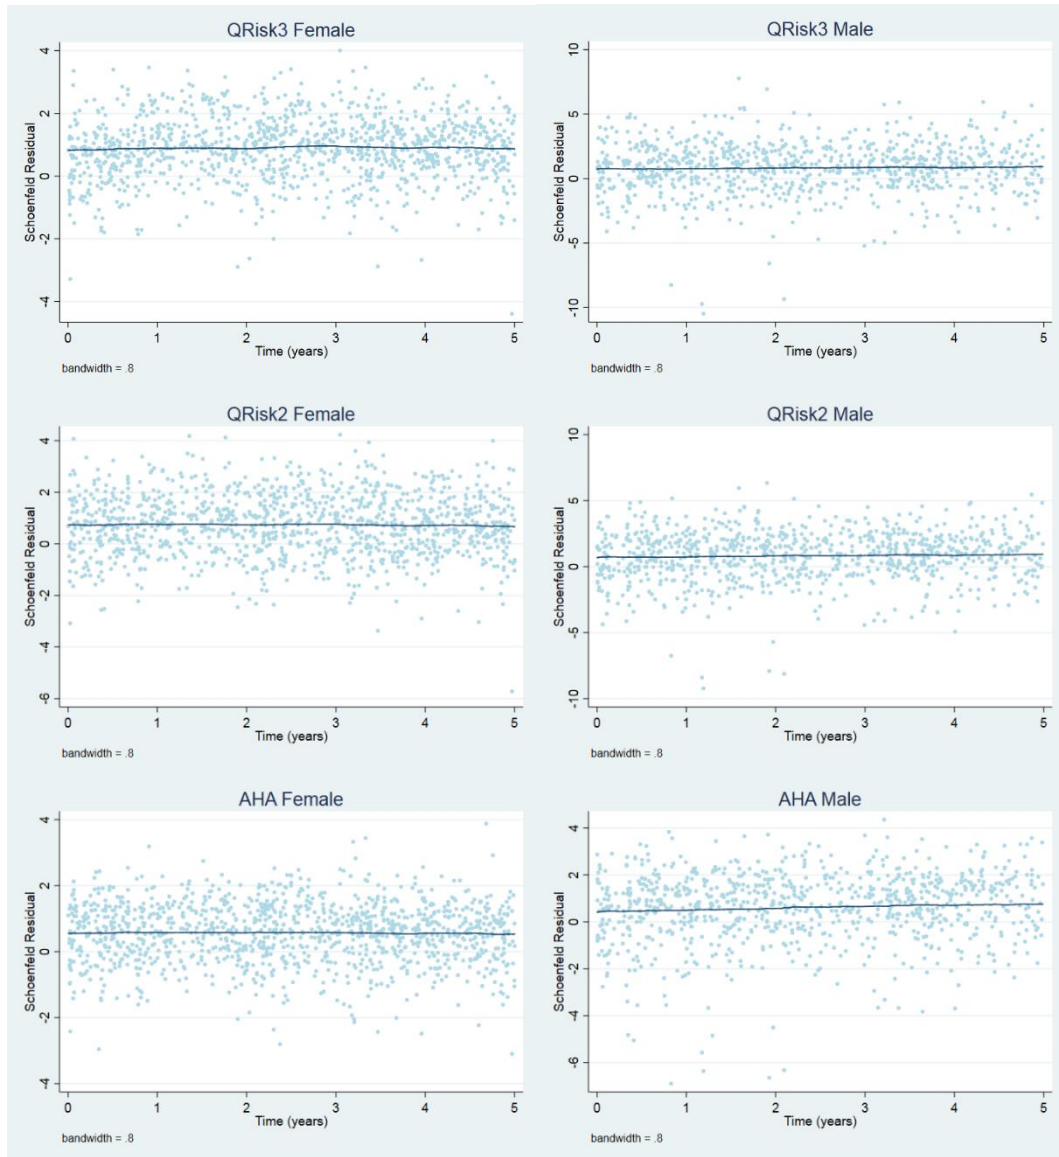 QRisk3 Female
4
2
0
-2
-4
Schoenfeld Residual
0 1 2 3 4 5
Time (years)
bandwidth = .8
QRisk3 Male
10
5
0
-5
-10
Schoenfeld Residual
0 1 2 3 4 5
Time (years)
bandwidth = .8
QRisk2 Female
4
2
0
-2
-4
-6
Schoenfeld Residual
0 1 2 3 4 5
Time (years)
bandwidth = .8
QRisk2 Male
10
5
0
-5
-10
Schoenfeld Residual
0 1 2 3 4 5
Time (years)
bandwidth = .8
AHA Female
4
2
0
-2
-4
Schoenfeld Residual
0 1 2 3 4 5
Time (years)
bandwidth = .8
AHA Male
4
2
0
-2
-4
-6
Schoenfeld Residual
0 1 2 3 4 5
Time (years)
bandwidth = .8